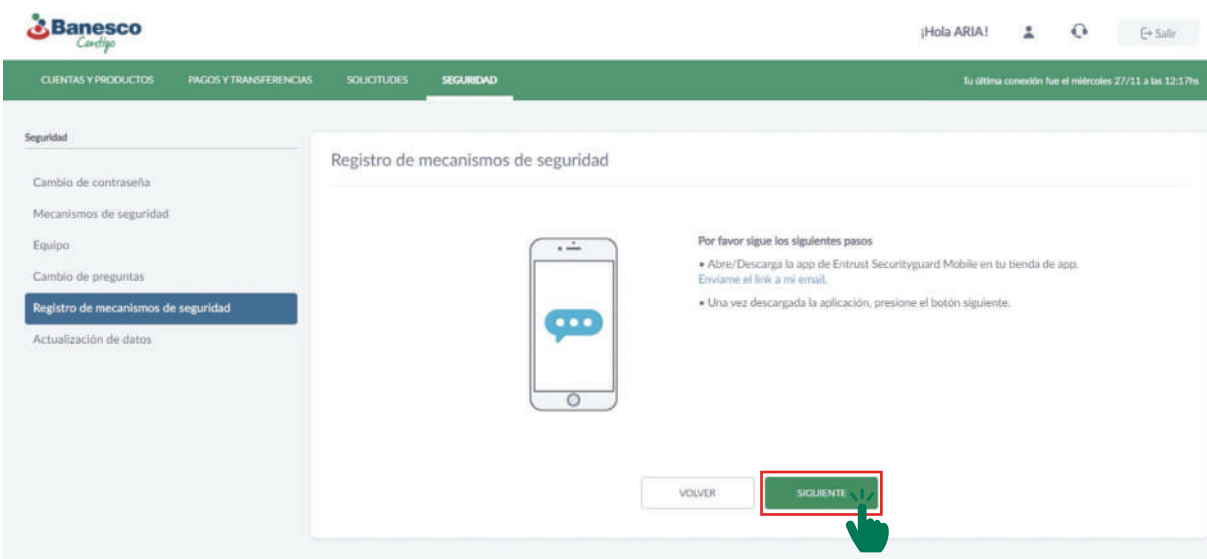 Banesco
Contigo
¡Hola ARIA!
Salir
CUENTAS Y PRODUCTOS
PAGOS Y TRANSFERENCIAS
SOLICITUDES
SEGURIDAD
Tu última conexión fue el miércoles 27/11 a las 12:17hs
Seguridad
Cambio de contraseña
Mecanismos de seguridad
Equipo
Cambio de preguntas
Registro de mecanismos de seguridad
Actualización de datos
Registro de mecanismos de seguridad
Por favor sigue los siguientes pasos
• Abre/Descarga la app de Entrust Securityguard Mobile en tu tienda de app.
Enviame el link a mi email.
• Una vez descargada la aplicación, presione el botón siguiente.
VOLVER
SIGUIENTE